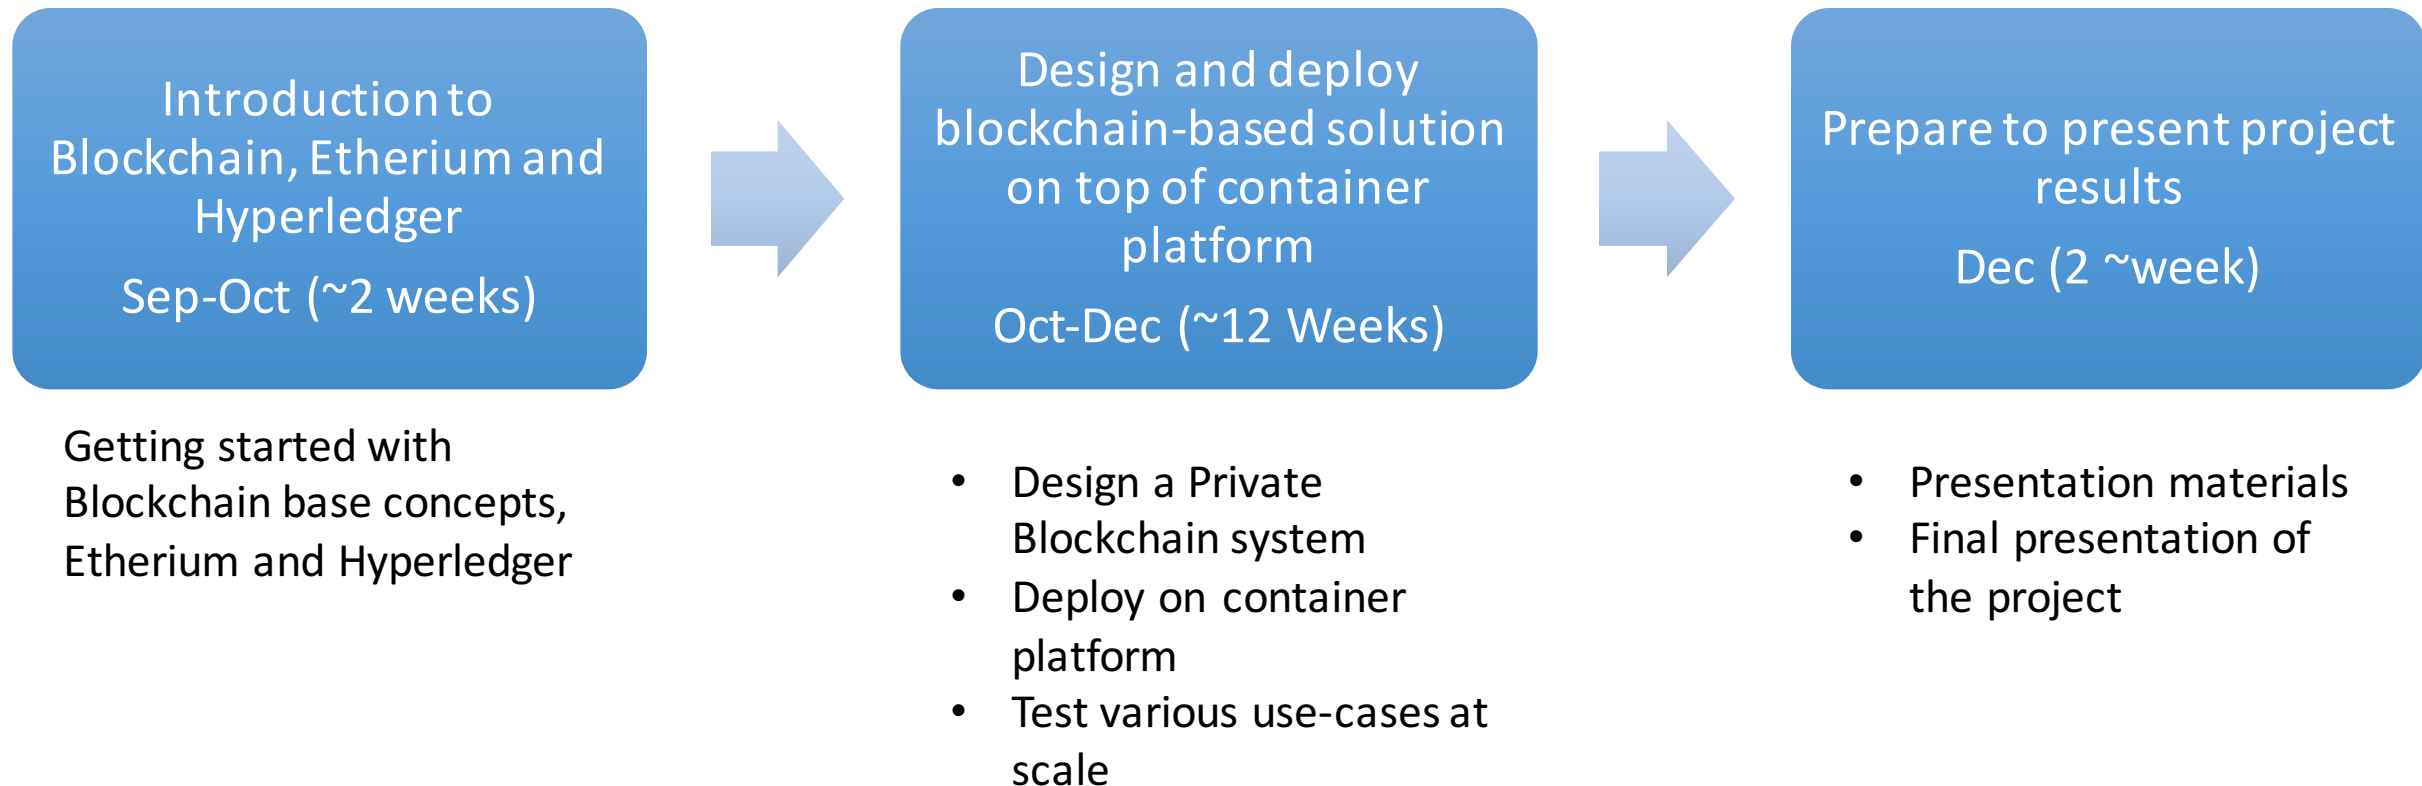 Introduction to
Blockchain, Etherium and
Hyperledger
Sep-Oct (~2 weeks)
Getting started with
Blockchain base concepts,
Etherium and Hyperledger
Design and deploy
blockchain-based solution
on top of container
platform
Oct-Dec (~12 Weeks)
• Design a Private
Blockchain system
• Deploy on container
platform
• Test various use-cases at
scale
Prepare to present project
results
Dec (2 ~week)
• Presentation materials
• Final presentation of
the project